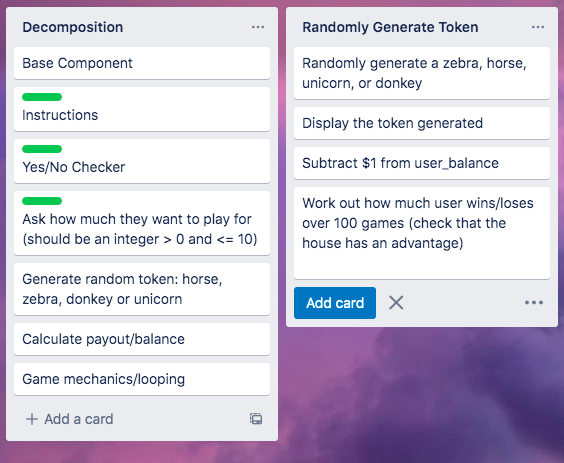 Decomposition
Base Component
Instructions
Yes/No Checker
Ask how much they want to play for
(should be an integer > 0 and <= 10)
Generate random token: horse,
zebra, donkey or unicorn
Calculate payout/balance
Game mechanics/looping
+ Add a card
Randomly Generate Token
Randomly generate a zebra, horse,
unicorn, or donkey
Display the token generated
Subtract $1 from user_balance
Work out how much user wins/loses
over 100 games (check that the
house has an advantage)
Add card